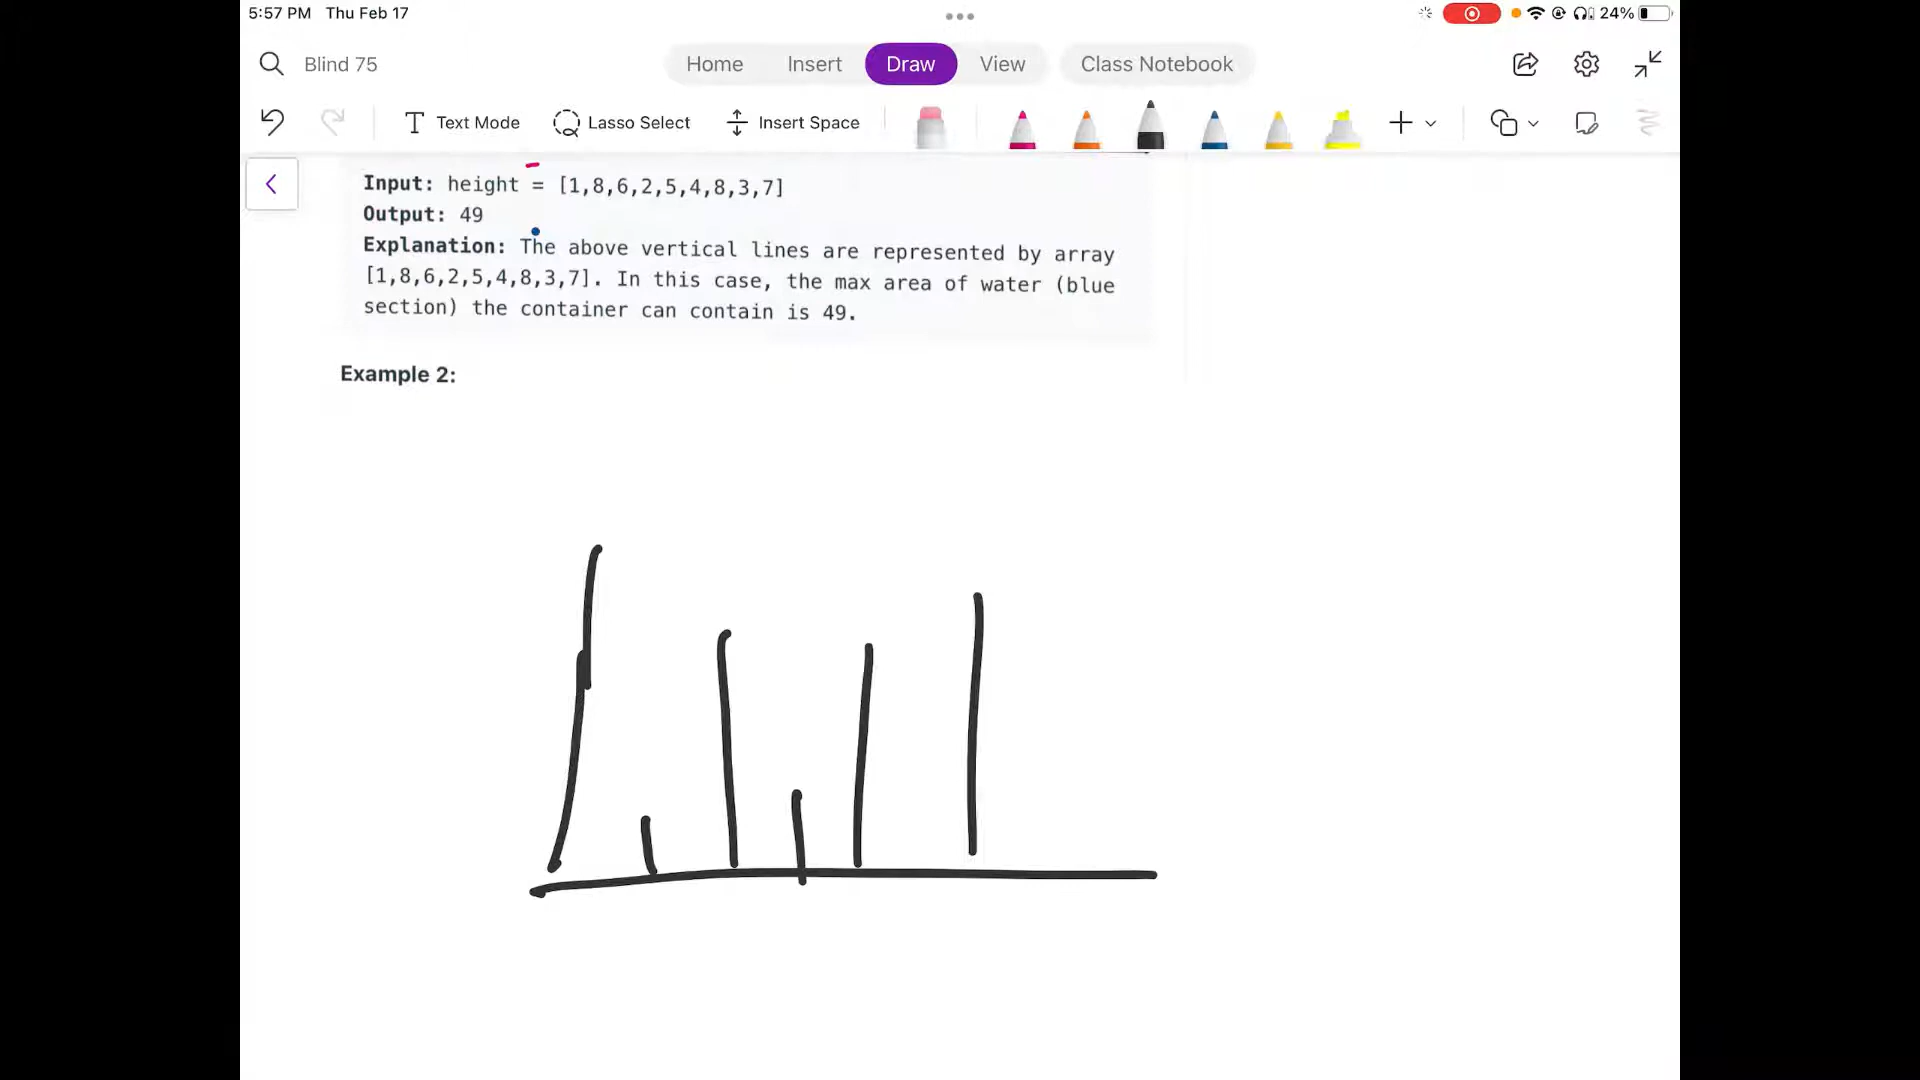 5:57 PM Thu Feb 17
24%
Blind 75
Home Insert Draw View Class Notebook
Text Mode Lasso Select Insert Space
Input: height = [1,8,6,2,5,4,8,3,7]
Output: 49
Explanation: The above vertical lines are represented by array
[1,8,6,2,5,4,8,3,7]. In this case, the max area of water (blue
section) the container can contain is 49.
Example 2: